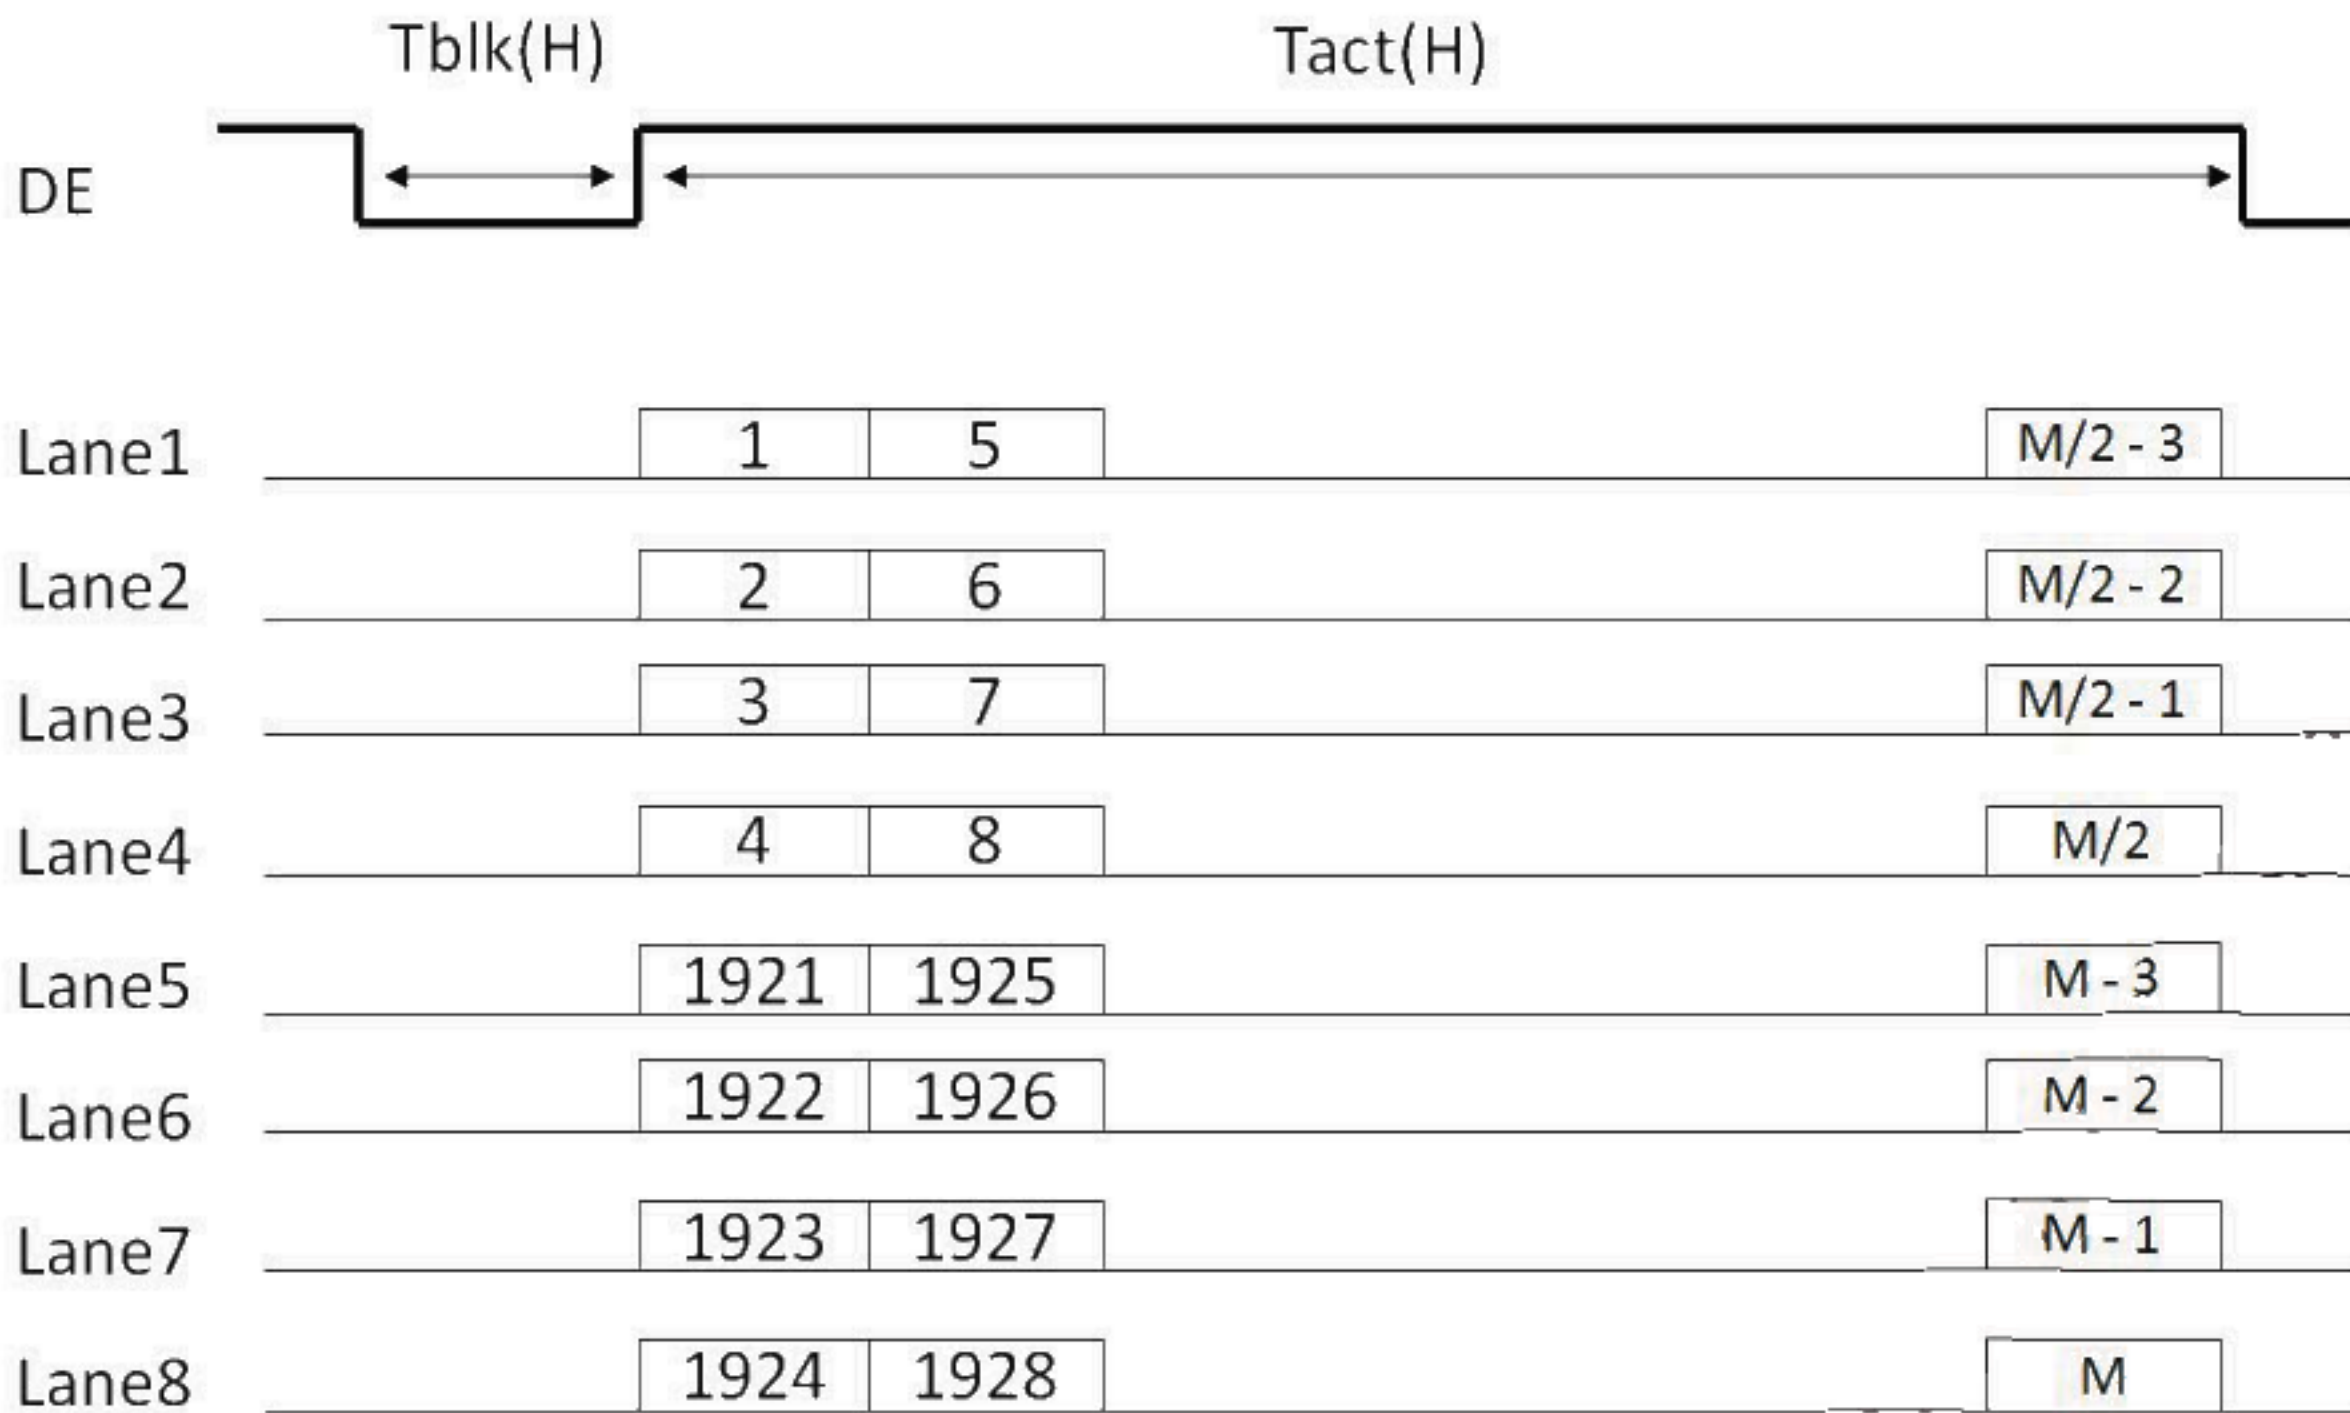 Tblk(H) Tact(H)
DE
Lane1 1 5 M/2 - 3
Lane2 2 6 M/2 - 2
Lane3 3 7 M/2 - 1
Lane4 4 8 M/2
Lane5 1921 1925 M - 3
Lane6 1922 1926 M - 2
Lane7 1923 1927 M - 1
Lane8 1924 1928 M